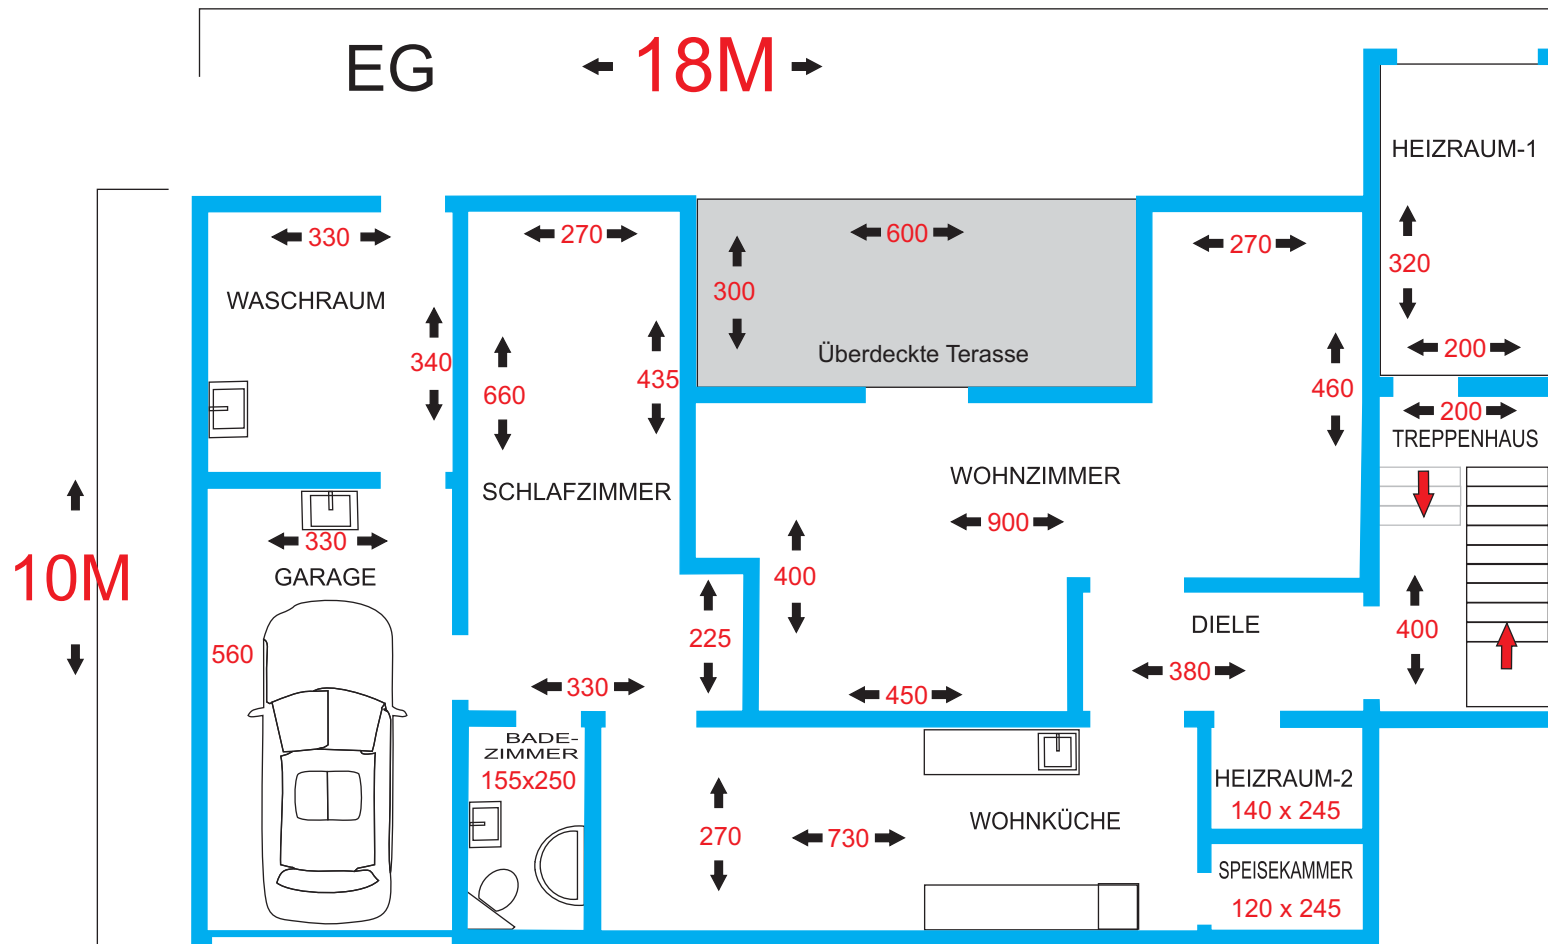 EG
18M
10M
HEIZRAUM-1
320
200
330
WASCHRAUM
340
270
660
435
SCHLAFZIMMER
225
330
600
300
Überdeckte Terasse
270
460
WOHNZIMMER
900
400
450
200
TREPPENHAUS
400
330
GARAGE
560
DIELE
380
BADE-
ZIMMER
155x250
270
730
WOHNKÜCHE
HEIZRAUM-2
140 x 245
SPEISEKAMMER
120 x 245